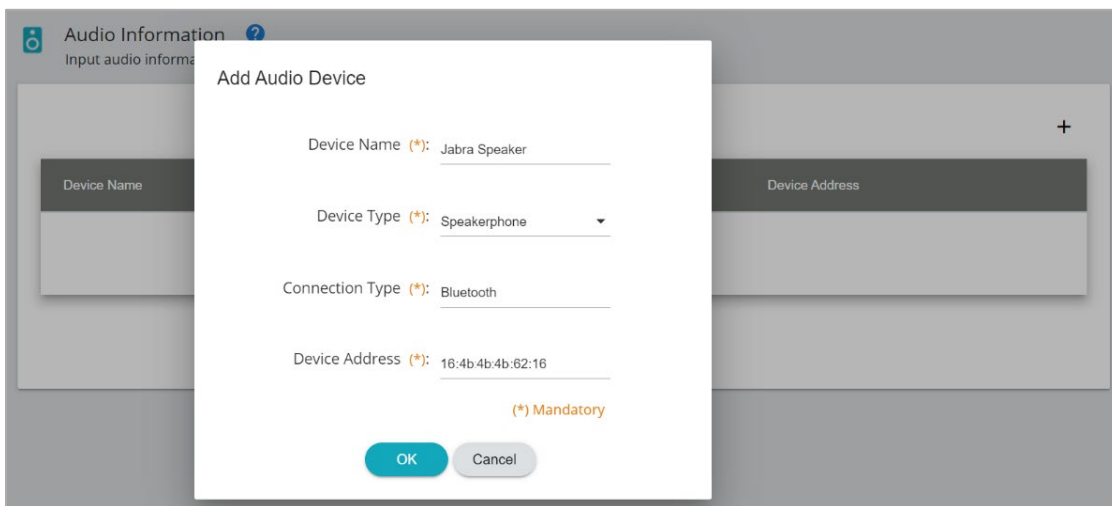 Audio Information ?
Input audio informa
Add Audio Device
+
Device Name (*): Jabra Speaker
Device Name
Device Address
Device Type (*): Speakerphone
Connection Type (*): Bluetooth
Device Address (*): 16:4b:4b:4b:62:16
(*) Mandatory
OK Cancel